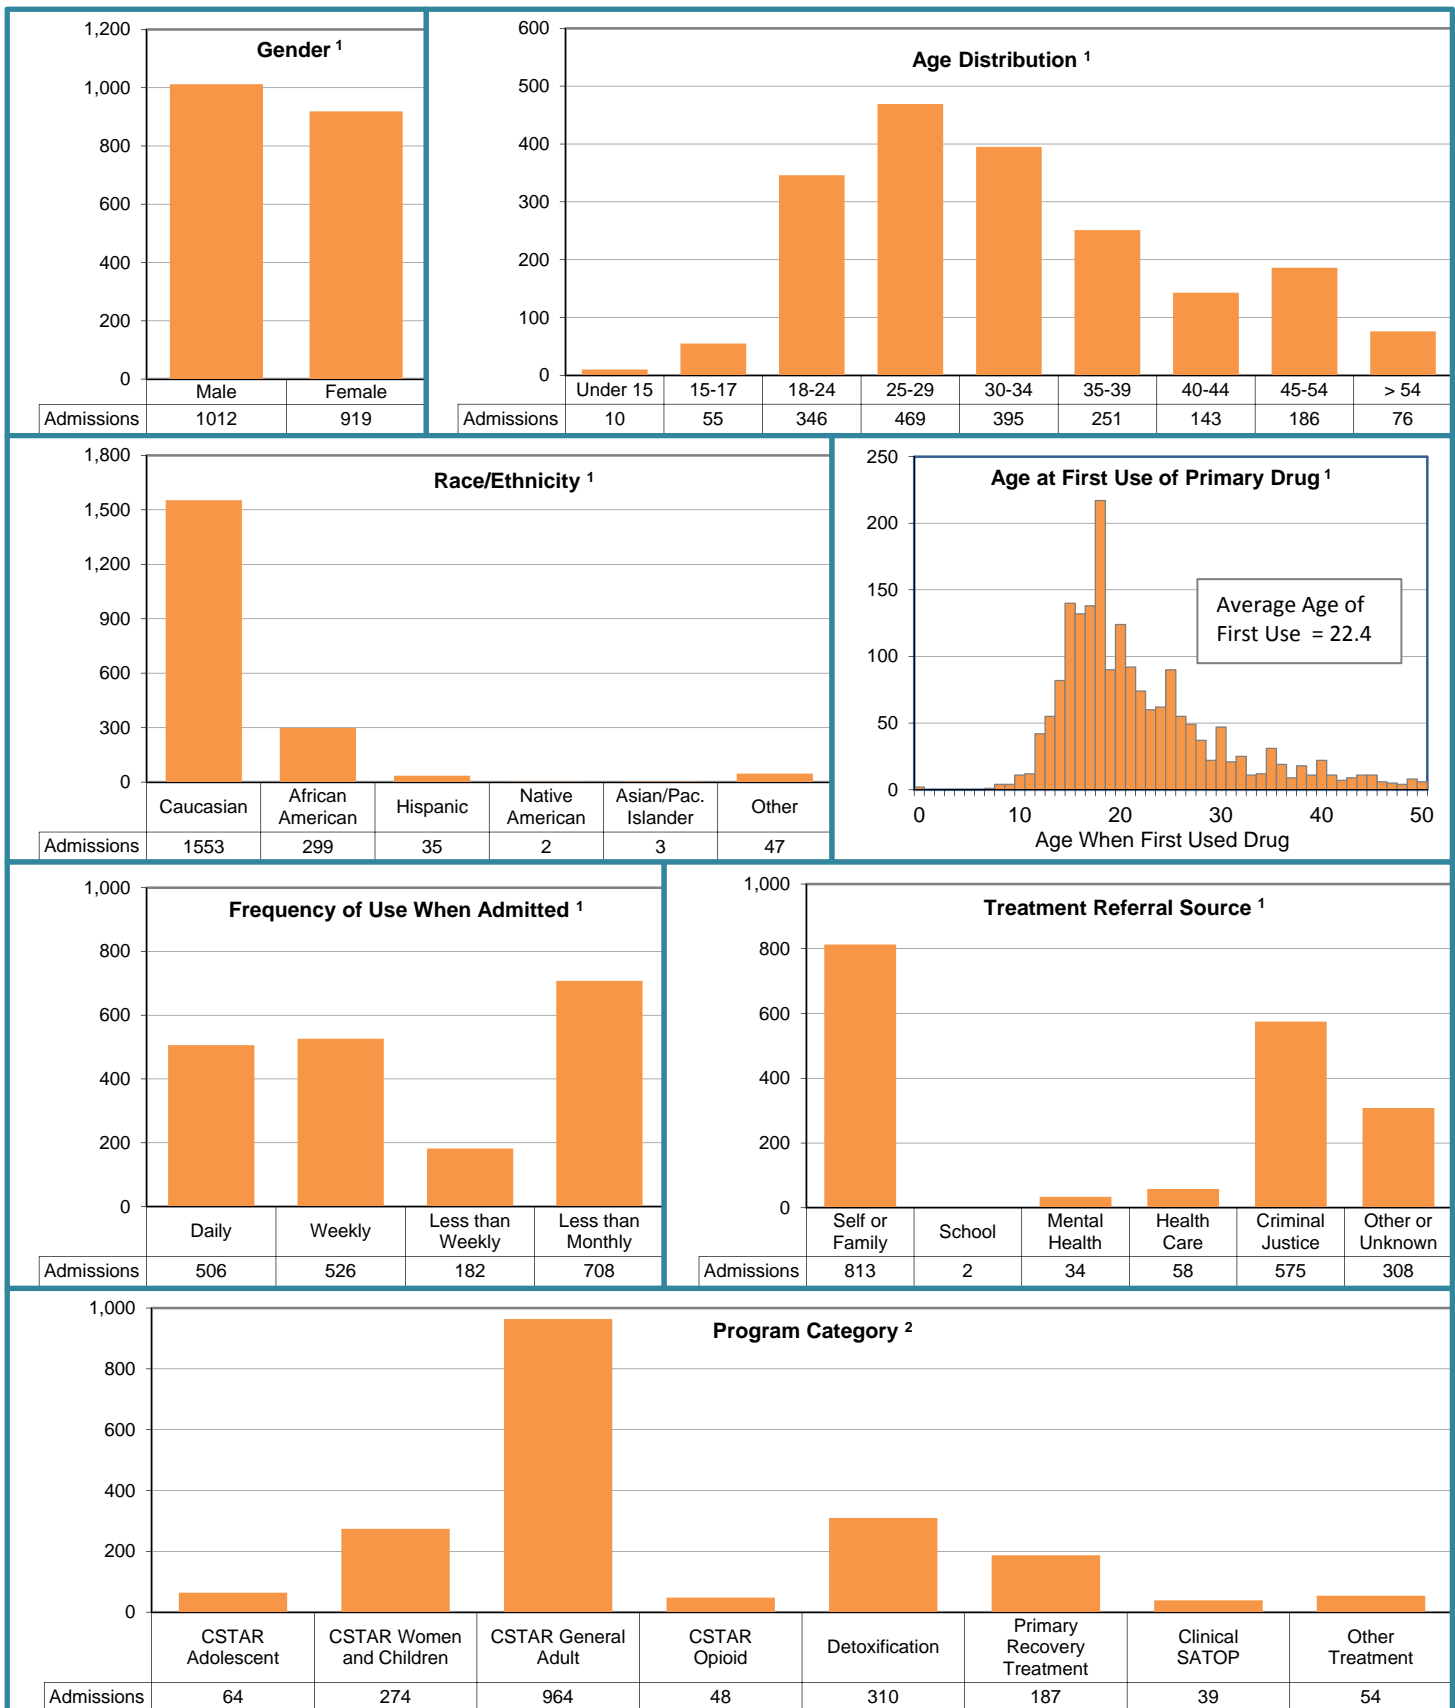 Gender 1
1,200
1,000
800
600
400
200
0
Male Female
Admissions 1012 919
Age Distribution 1
600
500
400
300
200
100
0
Under 15 15-17 18-24 25-29 30-34 35-39 40-44 45-54 > 54
Admissions 10 55 346 469 395 251 143 186 76
Race/Ethnicity 1
1,800
1,500
1,200
900
600
300
0
Caucasian African American Hispanic Native American Asian/Pac. Islander Other
Admissions 1553 299 35 2 3 47
Age at First Use of Primary Drug 1
250
200
150
100
50
0
Average Age of
First Use = 22.4
0 10 20 30 40 50
Age When First Used Drug
Frequency of Use When Admitted 1
1,000
800
600
400
200
0
Daily Weekly Less than Weekly Less than Monthly
Admissions 506 526 182 708
Treatment Referral Source 1
1,000
800
600
400
200
0
Self or Family School Mental Health Health Care Criminal Justice Other or Unknown
Admissions 813 2 34 58 575 308
Program Category 2
1,000
800
600
400
200
0
CSTAR Adolescent CSTAR Women and Children CSTAR General Adult CSTAR Opioid Detoxification Primary Recovery Treatment Clinical SATOP Other Treatment
Admissions 64 274 964 48 310 187 39 54